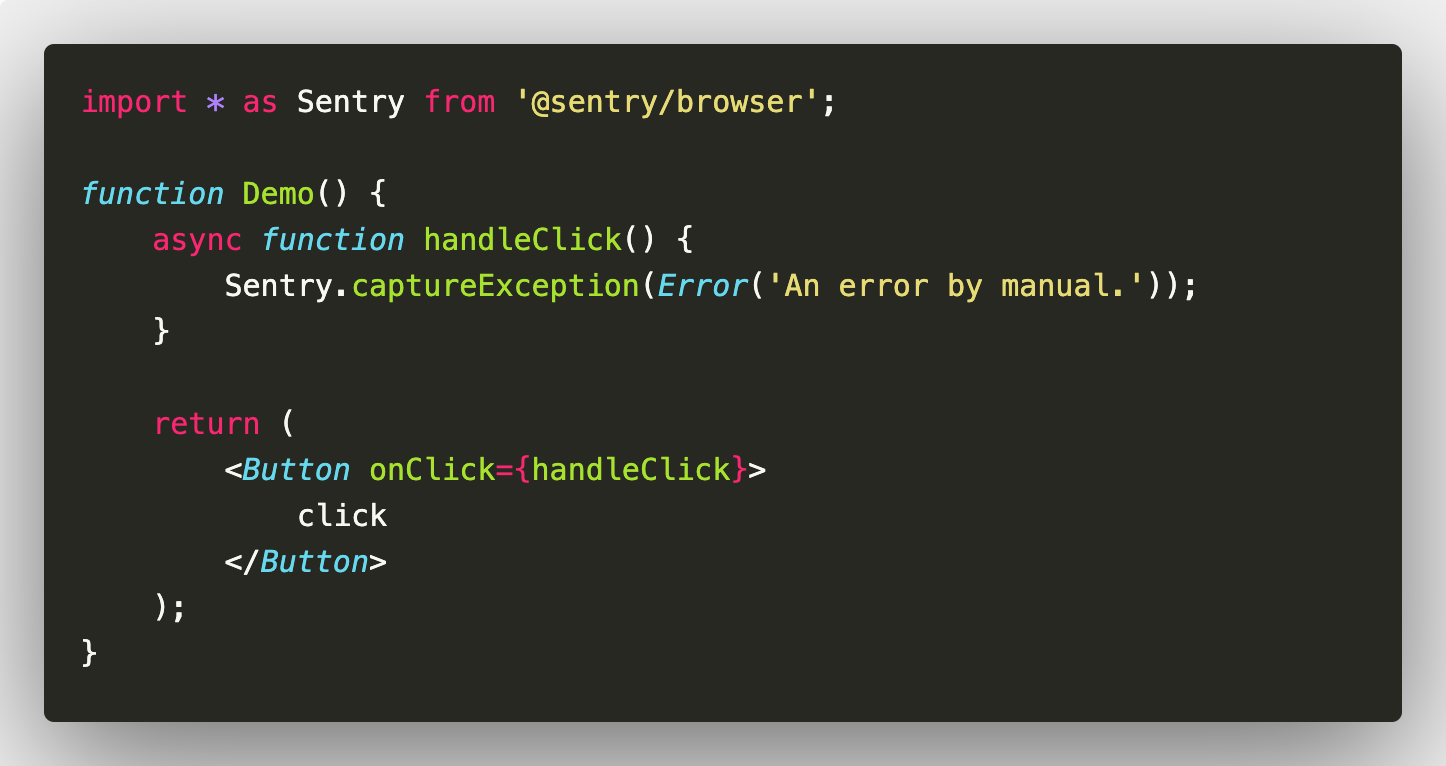 import * as Sentry from '@sentry/browser';

function Demo() {
    async function handleClick() {
        Sentry.captureException(Error('An error by manual.'));
    }

    return (
        <Button onClick={handleClick}>
            click
        </Button>
    );
}